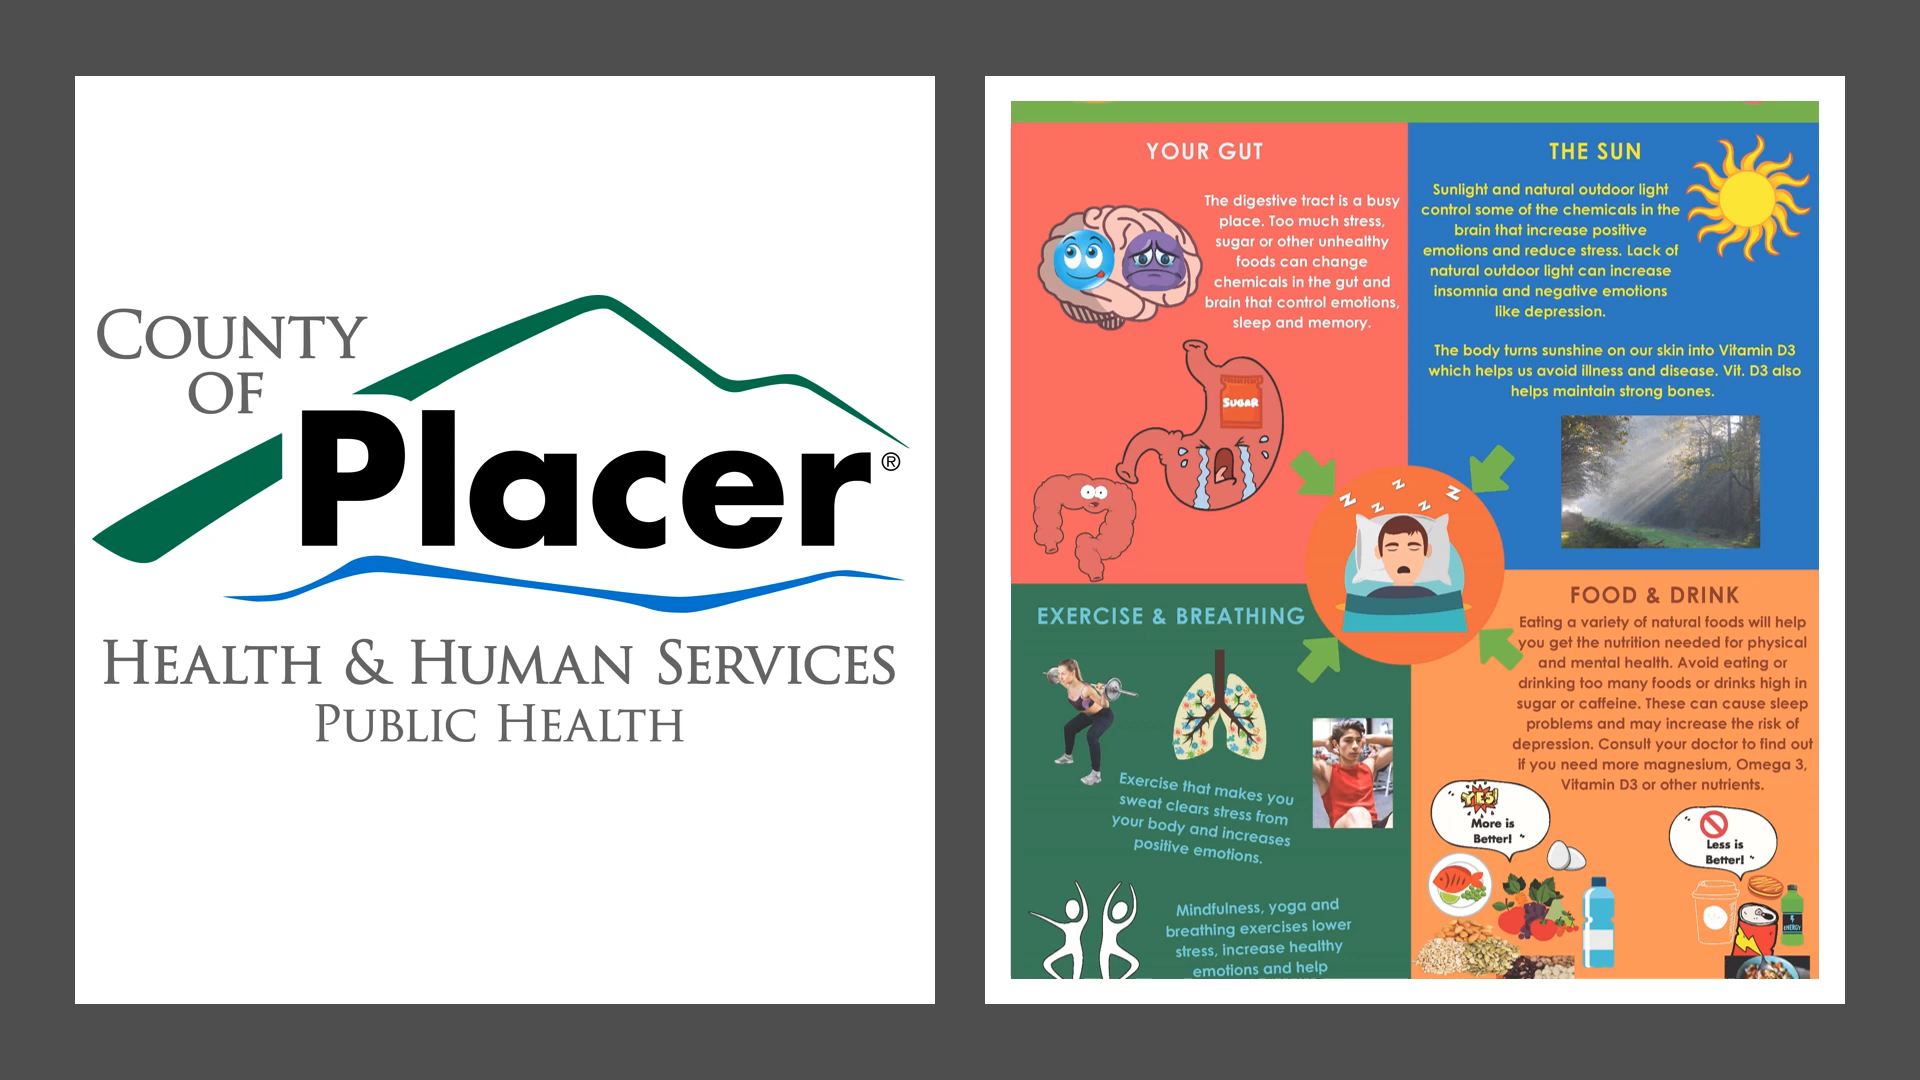 COUNTY
OF
Placer®
HEALTH & HUMAN SERVICES
PUBLIC HEALTH
YOUR GUT
The digestive tract is a busy
place. Too much stress,
sugar or other unhealthy
foods can change
chemicals in the gut and
brain that control emotions,
sleep and memory.
SUGAR
THE SUN
Sunlight and natural outdoor light
control some of the chemicals in the
brain that increase positive
emotions and reduce stress. Lack of
natural outdoor light can increase
insomnia and negative emotions
like depression.
The body turns sunshine on our skin into Vitamin D3
which helps us avoid illness and disease. Vit. D3 also
helps maintain strong bones.
Z Z Z Z Z
EXERCISE & BREATHING
Exercise that makes you
sweat clears stress from
your body and increases
positive emotions.
Mindfulness, yoga and
breathing exercises lower
stress, increase healthy
emotions and help
FOOD & DRINK
Eating a variety of natural foods will help
you get the nutrition needed for physical
and mental health. Avoid eating or
drinking too many foods or drinks high in
sugar or caffeine. These can cause sleep
problems and may increase the risk of
depression. Consult your doctor to find out
if you need more magnesium, Omega 3,
Vitamin D3 or other nutrients.
YES!
More is
Better!
Less is
Better!
ENERGY